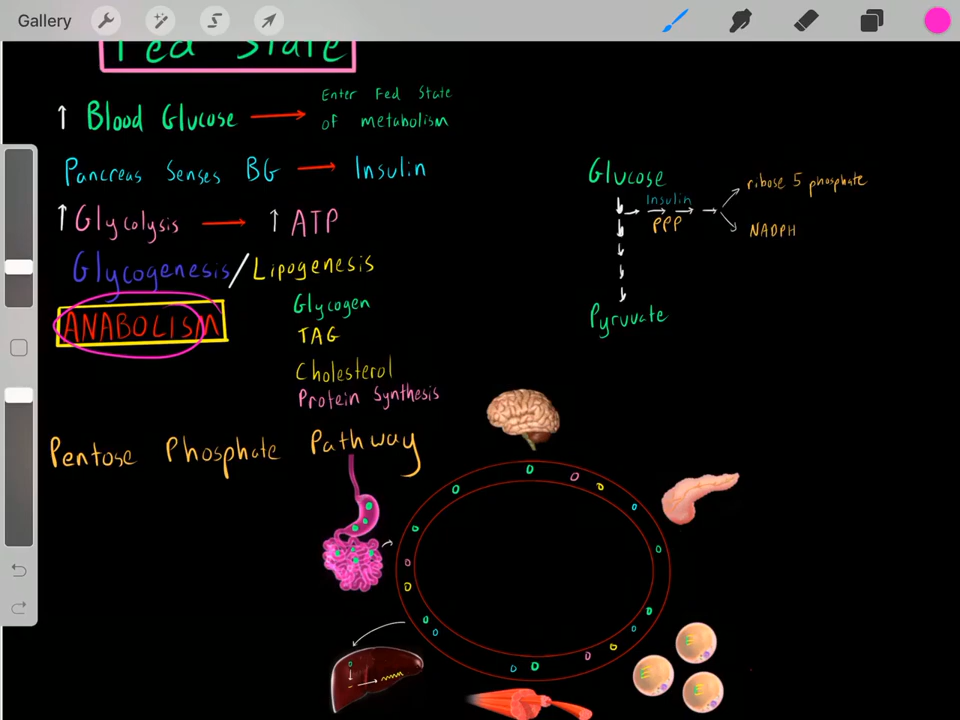 Gallery
Fed State
↑ Blood Glucose → Enter Fed State of metabolism
Pancreas Senses BG → Insulin
↑ Glycolysis → ↑ ATP
Glycogenesis / Lipogenesis
Glycogen
ANABOLISM
TAG
Cholesterol
Protein Synthesis
Pentose Phosphate Pathway
Glucose
Insulin
PPP
ribose 5 phosphate
NADPH
Pyruvate